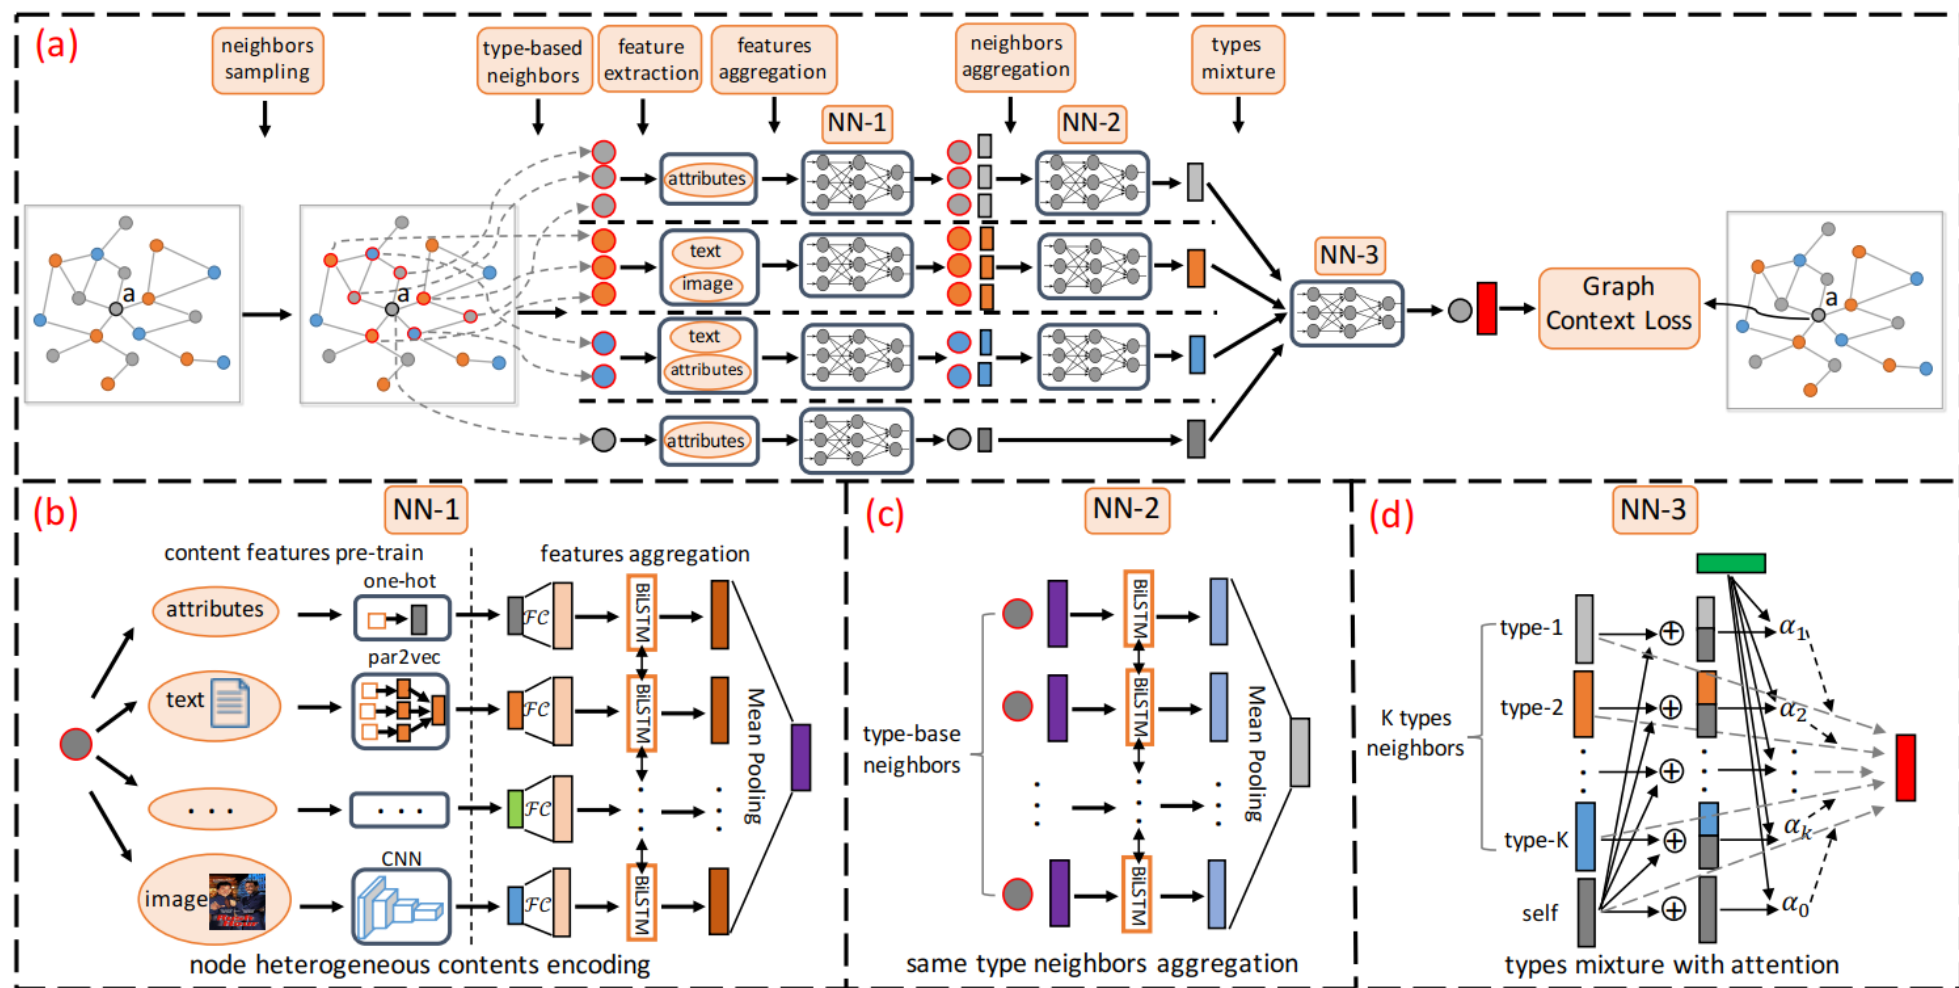 (a)
neighbors
sampling
type-based
neighbors
feature
extraction
features
aggregation
neighbors
aggregation
types
mixture
NN-1
NN-2
attributes
a
a
text
image
NN-3
Graph
Context Loss
a
text
attributes
attributes
(b)
NN-1
content features pre-train
features aggregation
one-hot
attributes
FC
BiLSTM
par2vec
text
FC
BiLSTM
Mean Pooling
. . .
. . .
FC
CNN
image
FC
BiLSTM
node heterogeneous contents encoding
(c)
NN-2
BiLSTM
BiLSTM
type-base
neighbors
Mean Pooling
BiLSTM
same type neighbors aggregation
(d)
NN-3
type-1
α1
type-2
α2
K types
neighbors
type-K
αk
self
α0
types mixture with attention